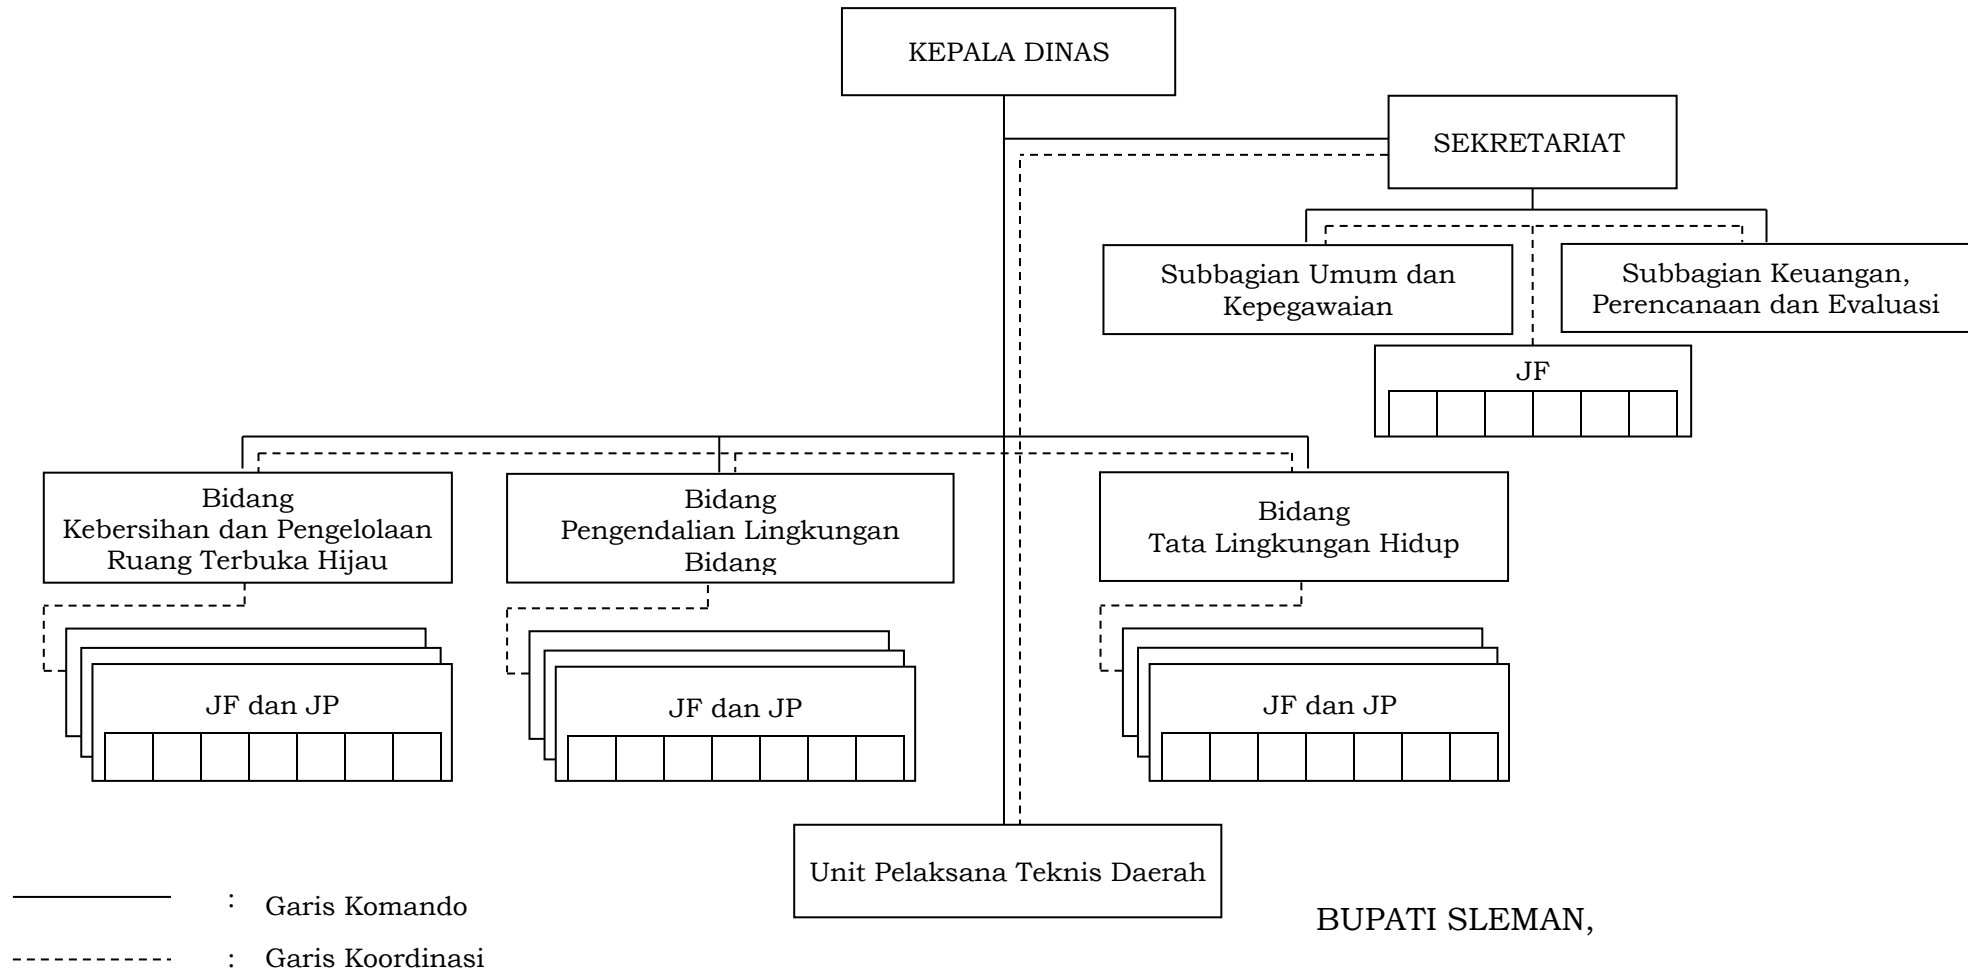 KEPALA DINAS
SEKRETARIAT
Subbagian Umum dan
Kepegawaian
Subbagian Keuangan,
Perencanaan dan Evaluasi
JF
Bidang
Kebersihan dan Pengelolaan
Ruang Terbuka Hijau
Bidang
Pengendalian Lingkungan
Bidang
Bidang
Tata Lingkungan Hidup
JF dan JP
JF dan JP
JF dan JP
Unit Pelaksana Teknis Daerah
: Garis Komando
: Garis Koordinasi
BUPATI SLEMAN,